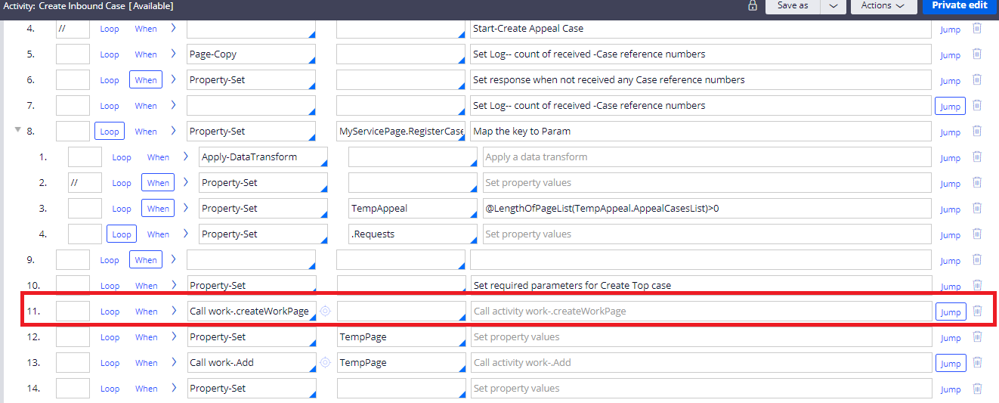 Activity: Create Inbound Case [Available]
Save as
Actions
Private edit
4. // Loop When Start-Create Appeal Case Jump
5. Loop When Page-Copy Set Log-- count of received -Case reference numbers Jump
6. Loop When Property-Set Set response when not received any Case reference numbers Jump
7. Loop When Set Log-- count of received -Case reference numbers Jump
8. Loop When Property-Set MyServicePage.RegisterCase Map the key to Param Jump
1. Loop When Apply-DataTransform Apply a data transform Jump
2. // Loop When Property-Set Set property values Jump
3. Loop When Property-Set TempAppeal @LengthOfPageList(TempAppeal.AppealCasesList)>0 Jump
4. Loop When Property-Set .Requests Set property values Jump
9. Loop When Jump
10. Loop When Property-Set Set required parameters for Create Top case Jump
11. Loop When Call work-.createWorkPage Call activity work-.createWorkPage Jump
12. Loop When Property-Set TempPage Set property values Jump
13. Loop When Call work-.Add TempPage Call activity work-.Add Jump
14. Loop When Property-Set Set property values Jump